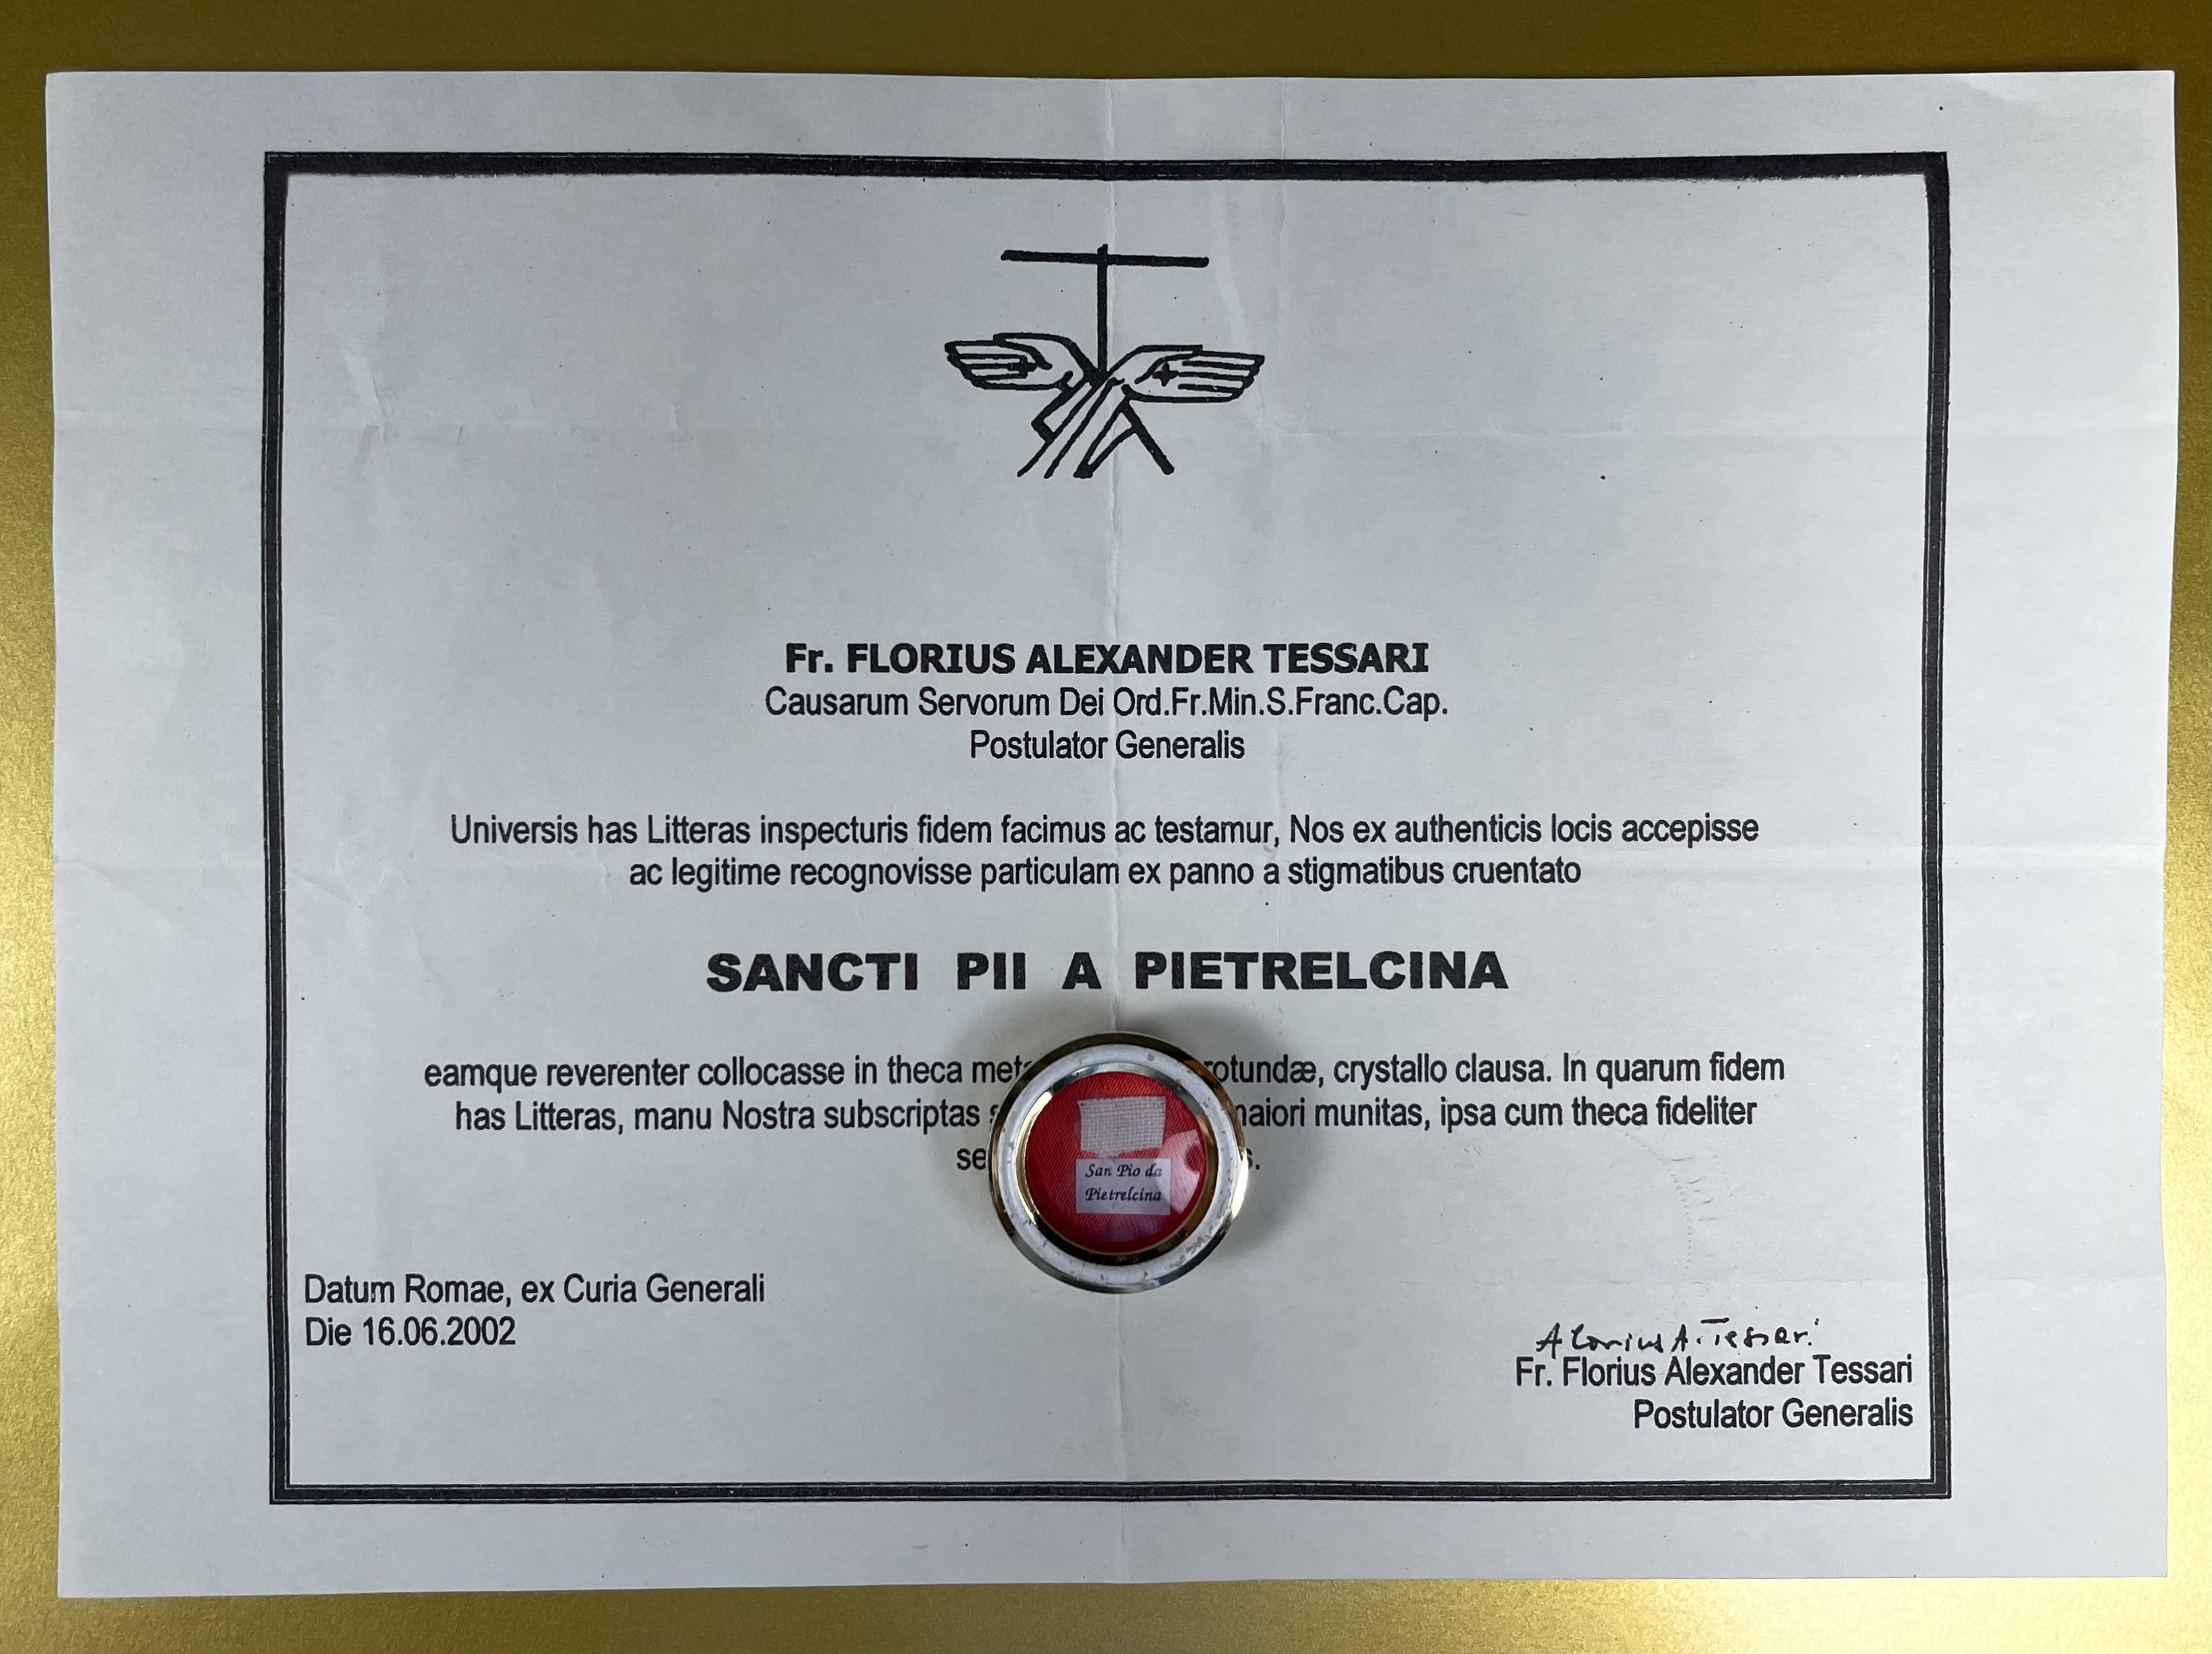 Fr. FLORIUS ALEXANDER TESSARI
Causarum Servorum Dei Ord.Fr.Min.S.Franc.Cap.
Postulator Generalis
Universis has Litteras inspecturis fidem facimus ac testamur, Nos ex authenticis locis accepisse
ac legitime recognovisse particulam ex panno a stigmatibus cruentato
SANCTI PII A PIETRELCINA
eamque reverenter collocasse in theca rotundæ, crystallo clausa. In quarum fidem
has Litteras, manu Nostra subscriptas munitas, ipsa cum theca fideliter
San Pio da
Pietrelcina
Datum Romae, ex Curia Generali
Die 16.06.2002
Florius A. Tessari
Fr. Florius Alexander Tessari
Postulator Generalis